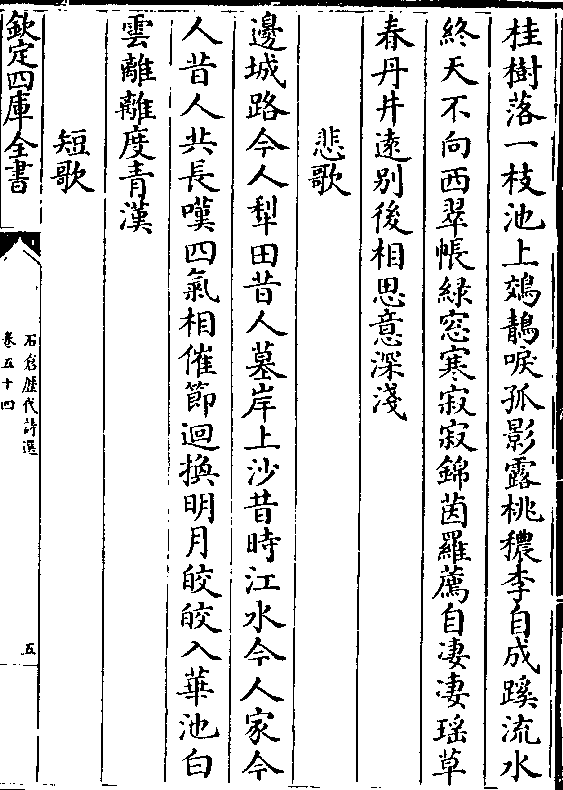 桂樹落一枝池上鵁鶄唳孤影露桃穠李自成蹊流水
終天不向西翠帳綠窓寒寂寂錦茵羅薦自凄凄瑶草
春丹井遠别後相思意深淺
悲歌
邊城路今人犁田昔人墓岸上沙昔時江水今人家今
人昔人共長嘆四氣相催節迴換明月皎皎入華池白
雲離離度青漢
短歌
欽定四庫全書
石倉歴代詩選
卷五十四
五